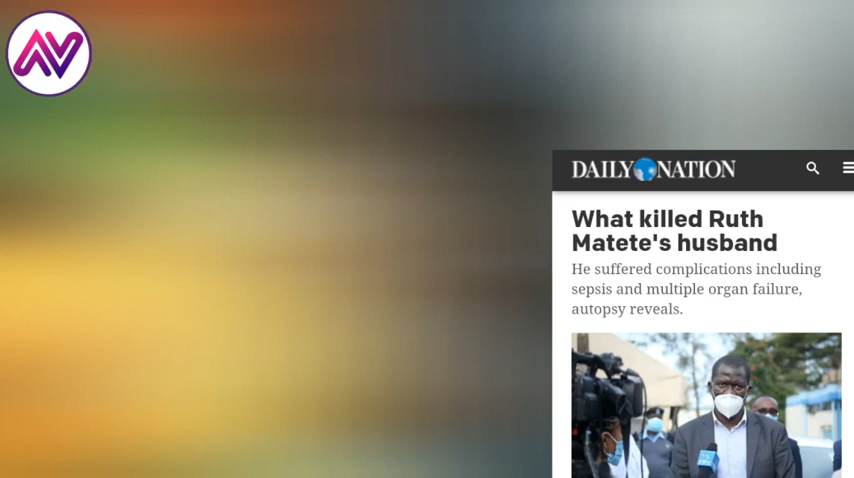 DAILY NATION
What killed Ruth
Matete's husband
He suffered complications including
sepsis and multiple organ failure,
autopsy reveals.